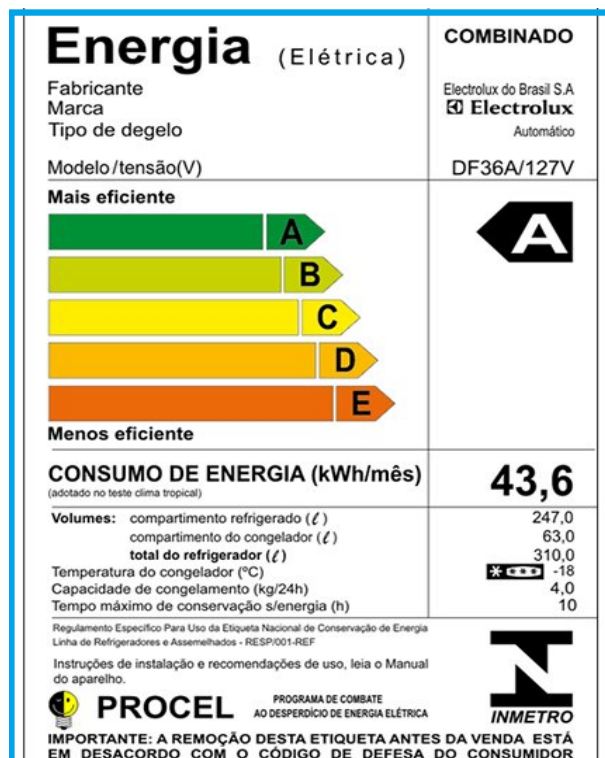 Energia (Elétrica)
COMBINADO
Fabricante
Electrolux do Brasil S.A
Marca
Electrolux
Tipo de degelo
Automático
Modelo/tensão(V)
DF36A/127V
Mais eficiente
A
A
B
C
D
E
Menos eficiente
CONSUMO DE ENERGIA (kWh/mês)
43,6
(adotado no teste clima tropical)
Volumes: compartimento refrigerado (ℓ)
247,0
compartimento do congelador (ℓ)
63,0
total do refrigerador (ℓ)
310,0
Temperatura do congelador (ºC)
-18
Capacidade de congelamento (kg/24h)
4,0
Tempo máximo de conservação s/energia (h)
10
Regulamento Específico Para Uso da Etiqueta Nacional de Conservação de Energia
Linha de Refrigeradores e Assemelhados - RESP/001-REF
Instruções de instalação e recomendações de uso, leia o Manual
do aparelho.
PROCEL
PROGRAMA DE COMBATE
AO DESPERDÍCIO DE ENERGIA ELÉTRICA
INMETRO
IMPORTANTE: A REMOÇÃO DESTA ETIQUETA ANTES DA VENDA ESTÁ
EM DESACORDO COM O CÓDIGO DE DEFESA DO CONSUMIDOR